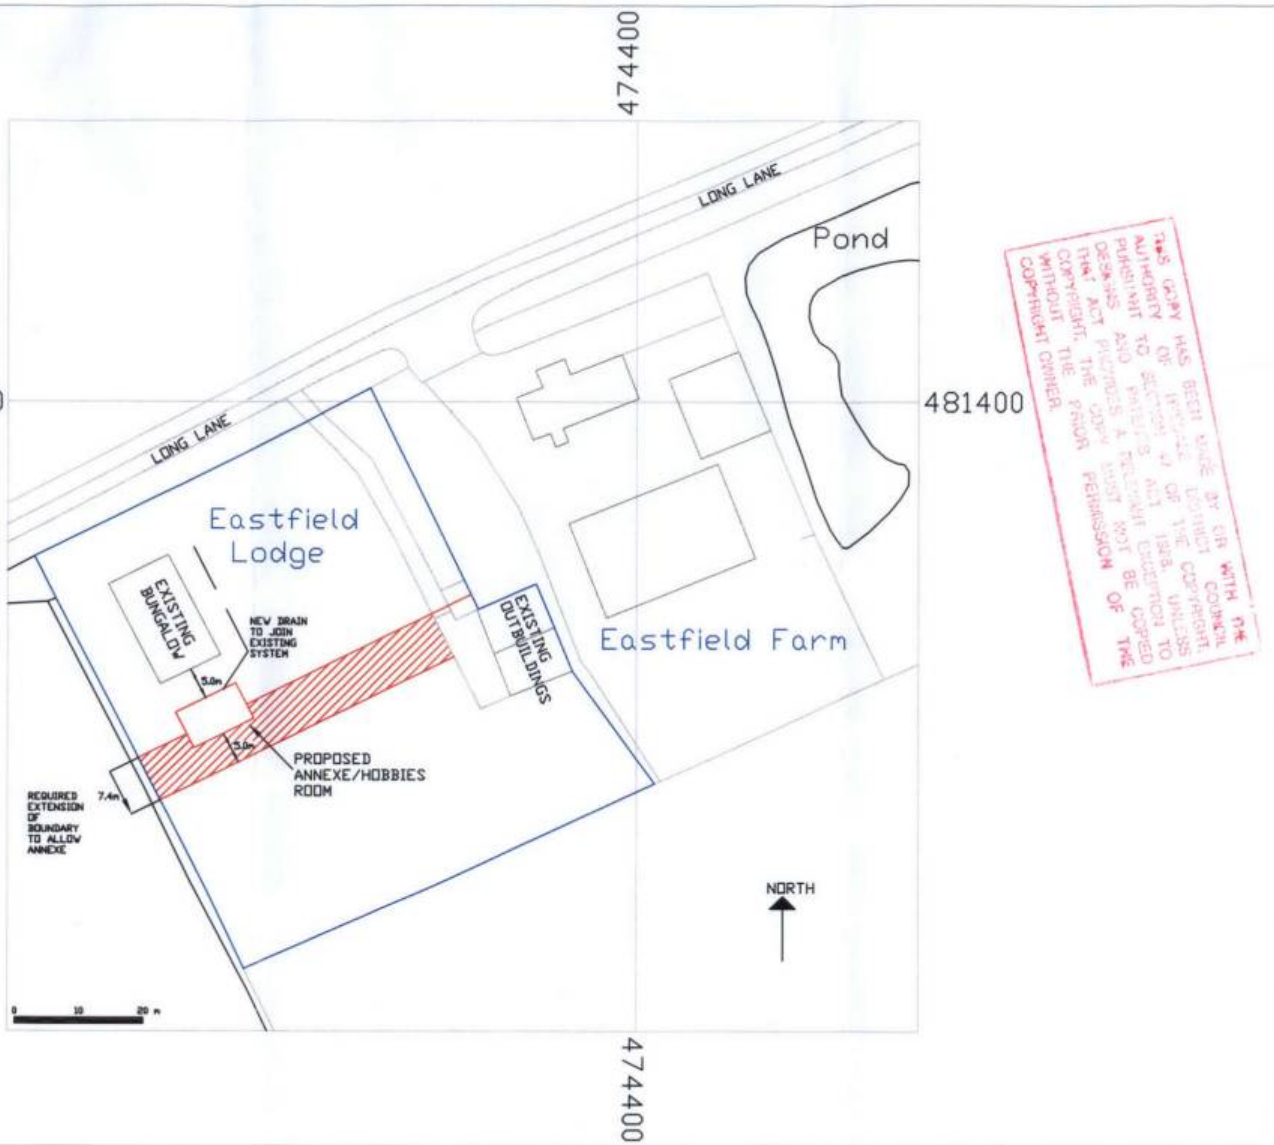 474400
LONG LANE
Pond
481400
LONG LANE
Eastfield
Lodge
EXISTING
BUNGALOW
NEW DRAIN
TO JOIN
EXISTING
SYSTEM
EXISTING
OUTBUILDINGS
Eastfield Farm
5.0m
5.0m
PROPOSED
ANNEXE/HOBBIES
ROOM
7.4m
REQUIRED
EXTENSION
OF
BOUNDARY
TO ALLOW
ANNEXE
NORTH
0 10 20 m
474400
THIS COPY HAS BEEN MADE BY OR WITH THE
AUTHORITY OF DISTRICT COUNCIL
PURSUANT TO SECTION 47 OF THE COPYRIGHT,
DESIGNS AND PATENTS ACT 1988. UNLESS
THAT ACT PROVIDES A RELEVANT EXCEPTION TO
COPYRIGHT, THE COPY MUST NOT BE COPIED
WITHOUT THE PRIOR PERMISSION OF THE
COPYRIGHT OWNER.